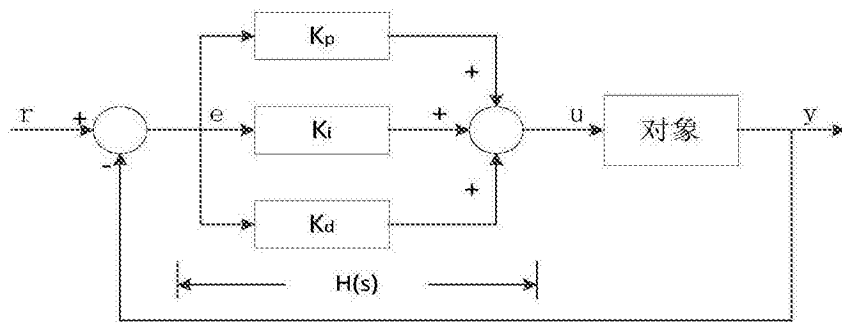 Kp
+
r
+
e
Ki
+
u
对象
y
-
+
Kd
H(s)